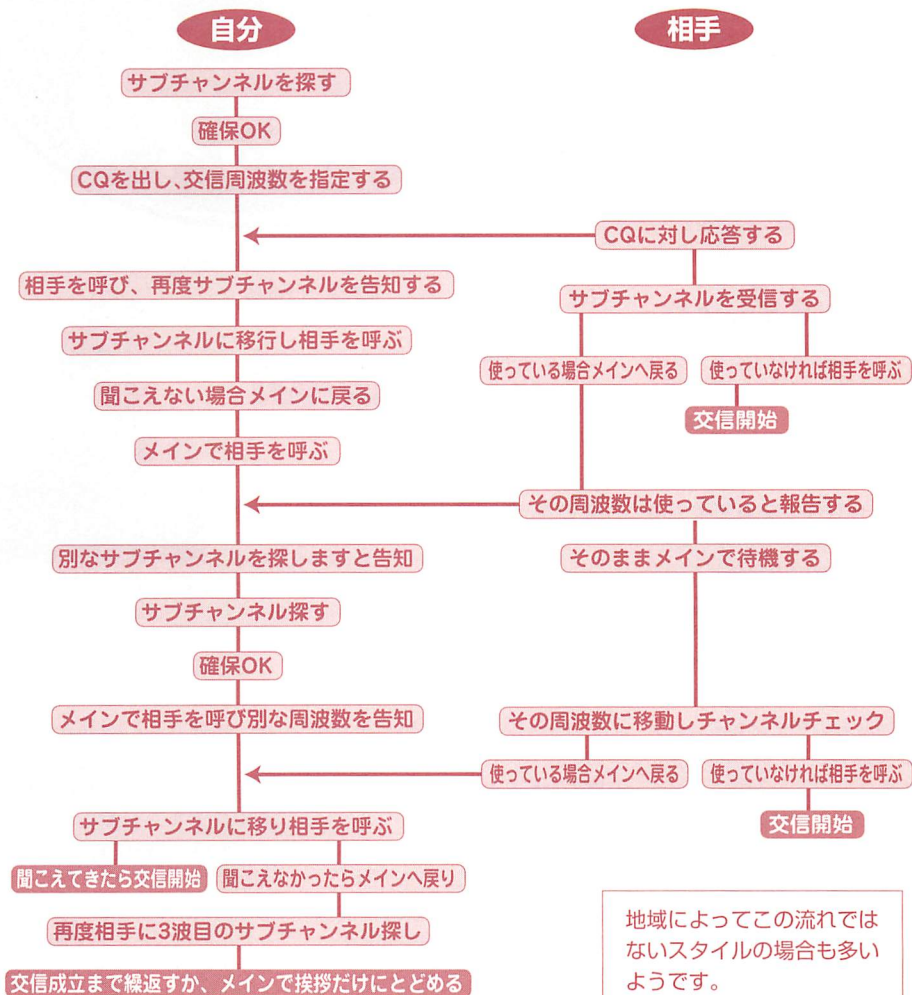 自分
相手
サブチャンネルを探す
確保OK
CQを出し、交信周波数を指定する
CQに対し応答する
相手を呼び、再度サブチャンネルを告知する
サブチャンネルを受信する
サブチャンネルに移行し相手を呼ぶ
使っている場合メインへ戻る
使っていなければ相手を呼ぶ
聞こえない場合メインに戻る
交信開始
メインで相手を呼ぶ
その周波数は使っていると報告する
別なサブチャンネルを探しますと告知
そのままメインで待機する
サブチャンネル探す
確保OK
メインで相手を呼び別な周波数を告知
その周波数に移動しチャンネルチェック
使っている場合メインへ戻る
使っていなければ相手を呼ぶ
サブチャンネルに移り相手を呼ぶ
交信開始
聞こえてきたら交信開始
聞こえなかったらメインへ戻り
再度相手に3波目のサブチャンネル探し
交信成立まで繰返すか、メインで挨拶だけにとどめる
地域によってこの流れでは
ないスタイルの場合も多い
ようです。